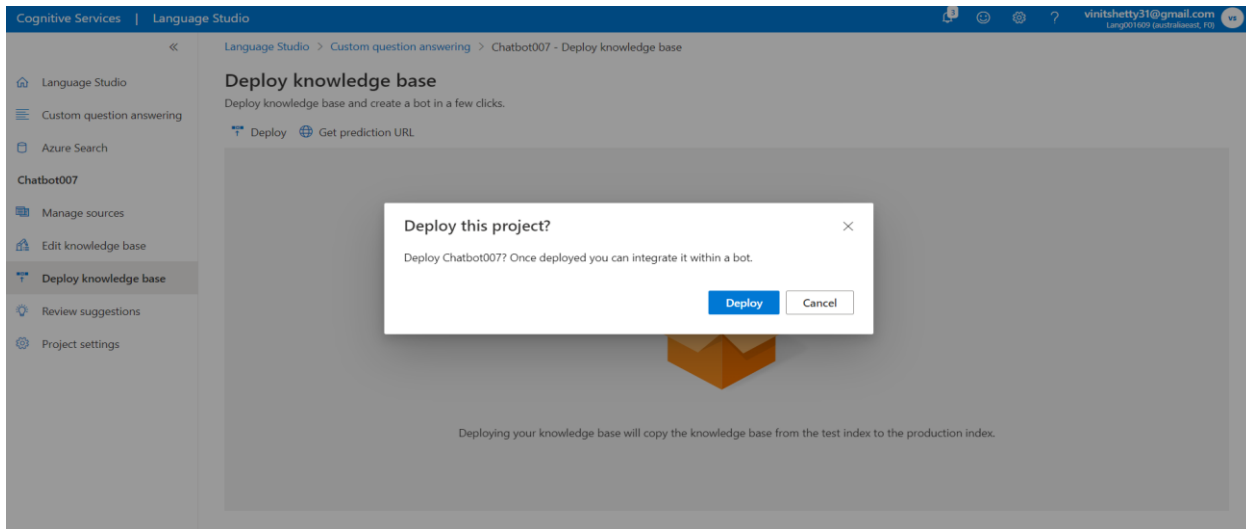 Cognitive Services | Language Studio
3
?
vinitshetty31@gmail.com
Lang001609 (australiaeast, F0)
VS
Language Studio > Custom question answering > Chatbot007 - Deploy knowledge base
Language Studio
Custom question answering
Azure Search
Chatbot007
Manage sources
Edit knowledge base
Deploy knowledge base
Review suggestions
Project settings
Deploy knowledge base
Deploy knowledge base and create a bot in a few clicks.
Deploy Get prediction URL
Deploy this project?
Deploy Chatbot007? Once deployed you can integrate it within a bot.
Deploy Cancel
Deploying your knowledge base will copy the knowledge base from the test index to the production index.